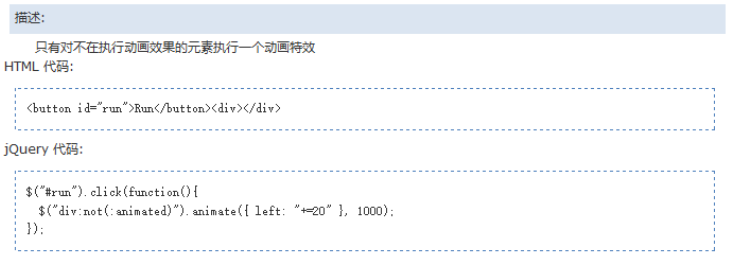 描述:
只有对不在执行动画效果的元素执行一个动画特效
HTML 代码:
<button id="run">Run</button><div></div>
jQuery 代码:
$("#run").click(function(){
  $("div:not(:animated)").animate({ left: "+=20" }, 1000);
});